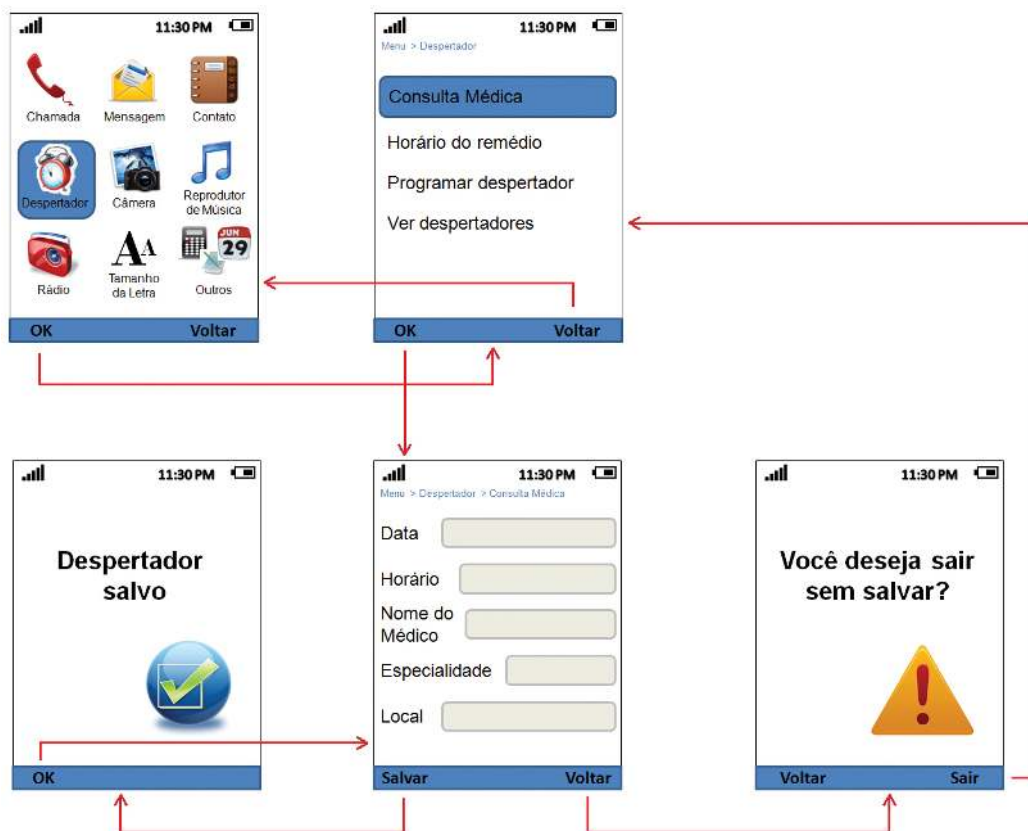 11:30 PM
Chamada
Mensagem
Contato
Despertador
Câmera
Reprodutor
de Música
Rádio
Tamanho
da Letra
JUN
29
Outros
OK
Voltar
11:30 PM
Menu > Despertador
Consulta Médica
Horário do remédio
Programar despertador
Ver despertadores
OK
Voltar
11:30 PM
Despertador
salvo
OK
11:30 PM
Menu > Despertador > Consulta Médica
Data
Horário
Nome do
Médico
Especialidade
Local
Salvar
Voltar
11:30 PM
Você deseja sair
sem salvar?
Voltar
Sair